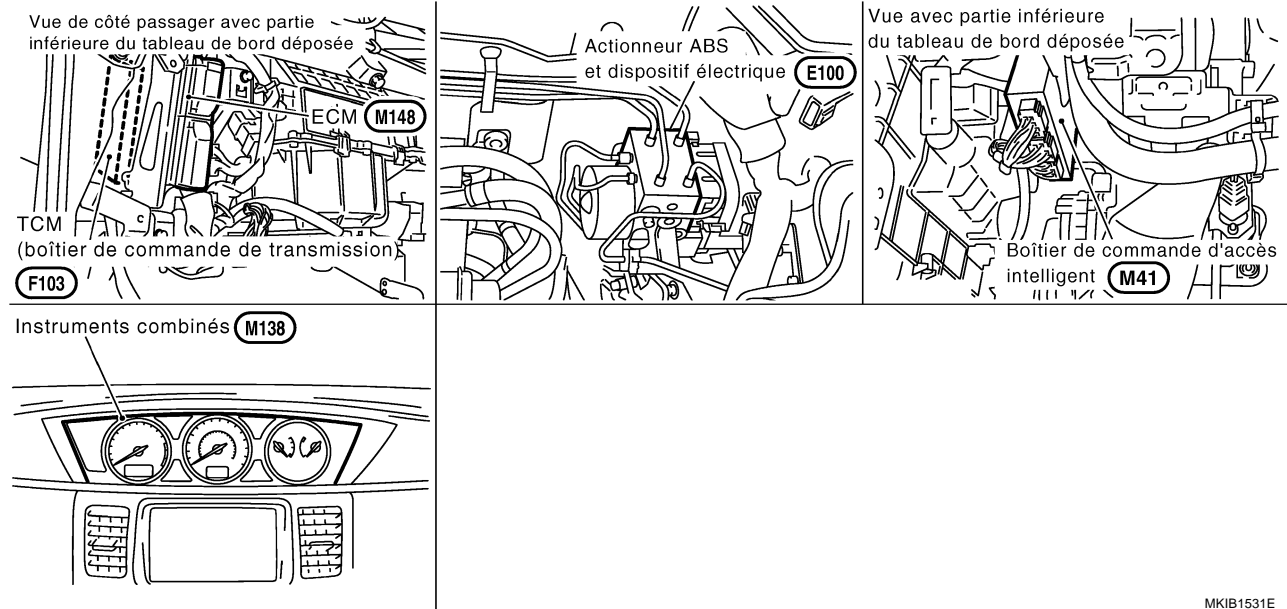 Vue de côté passager avec partie
inférieure du tableau de bord déposée
ECM M148
TCM
(boîtier de commande de transmission)
F103
Actionneur ABS
et dispositif électrique E100
Vue avec partie inférieure
du tableau de bord déposée
Boîtier de commande d'accès
intelligent M41
Instruments combinés M138
MKIB1531E